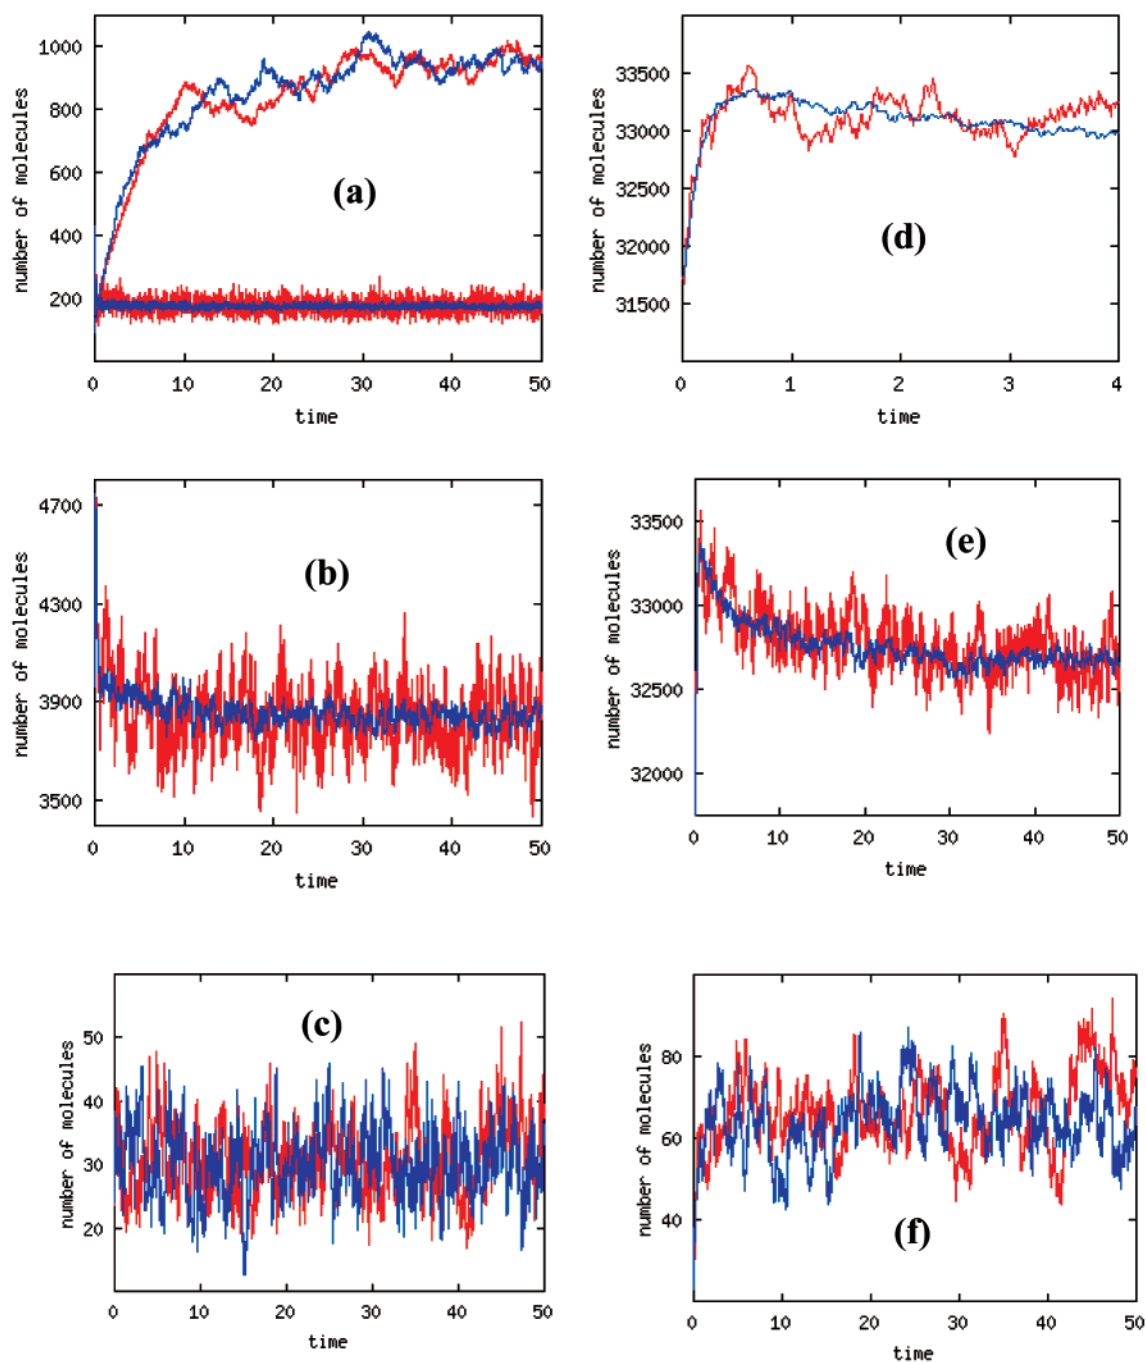 1000
800
600
400
200
number of molecules
(a)
0 10 20 30 40 50
time
33500
33000
32500
32000
31500
number of molecules
(d)
0 1 2 3 4
time
4700
4300
3900
3500
number of molecules
(b)
0 10 20 30 40 50
time
33500
33000
32500
32000
number of molecules
(e)
0 10 20 30 40 50
time
50
40
30
20
number of molecules
(c)
0 10 20 30 40 50
time
80
60
40
number of molecules
(f)
0 10 20 30 40 50
time